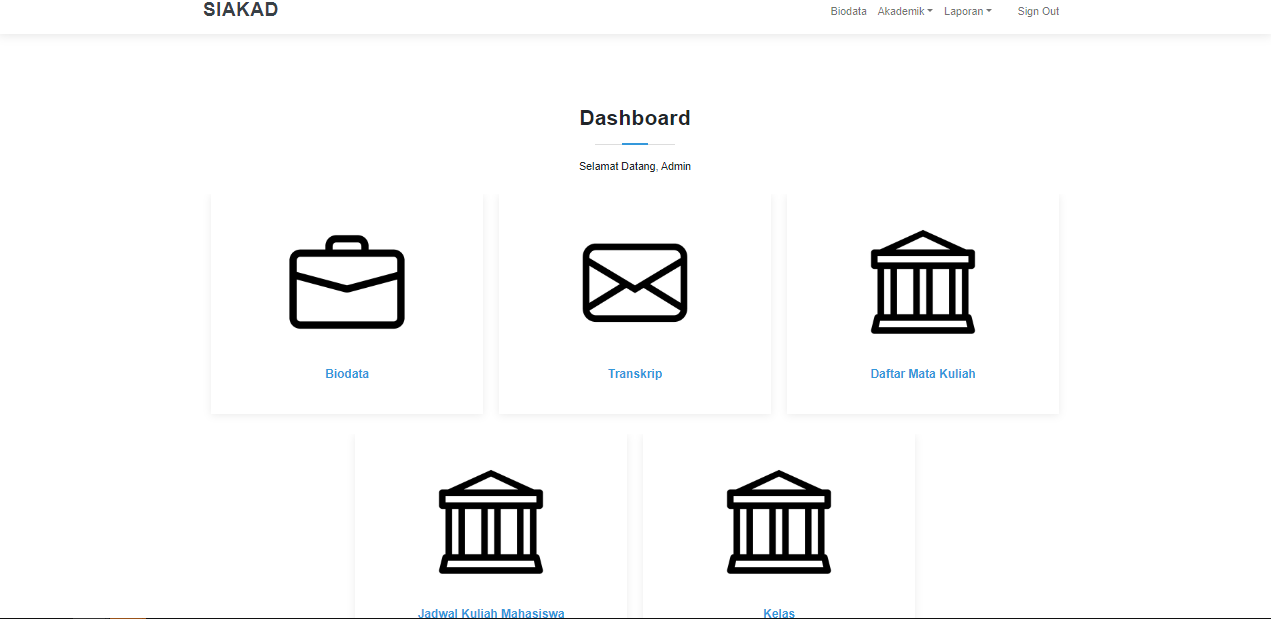 SIAKAD
Biodata Akademik Laporan Sign Out
Dashboard
Selamat Datang, Admin
Biodata
Transkrip
Daftar Mata Kuliah
Jadwal Kuliah Mahasiswa
Kelas